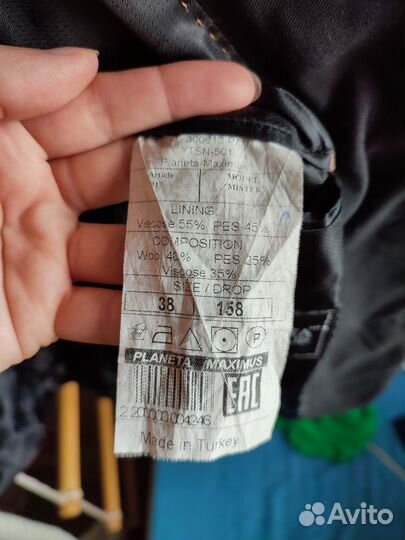 YTSN-501
Planeta-Maximus
Article MODEL
MISTER
LINING
Viscose 55% PES 45%
COMPOSITION
Wool 40% PES 25%
Viscose 35%
SIZE / DROP
38 158
P
PLANETA MAXIMUS
EAC
2 200000 004246
Made in Turkey
Avito